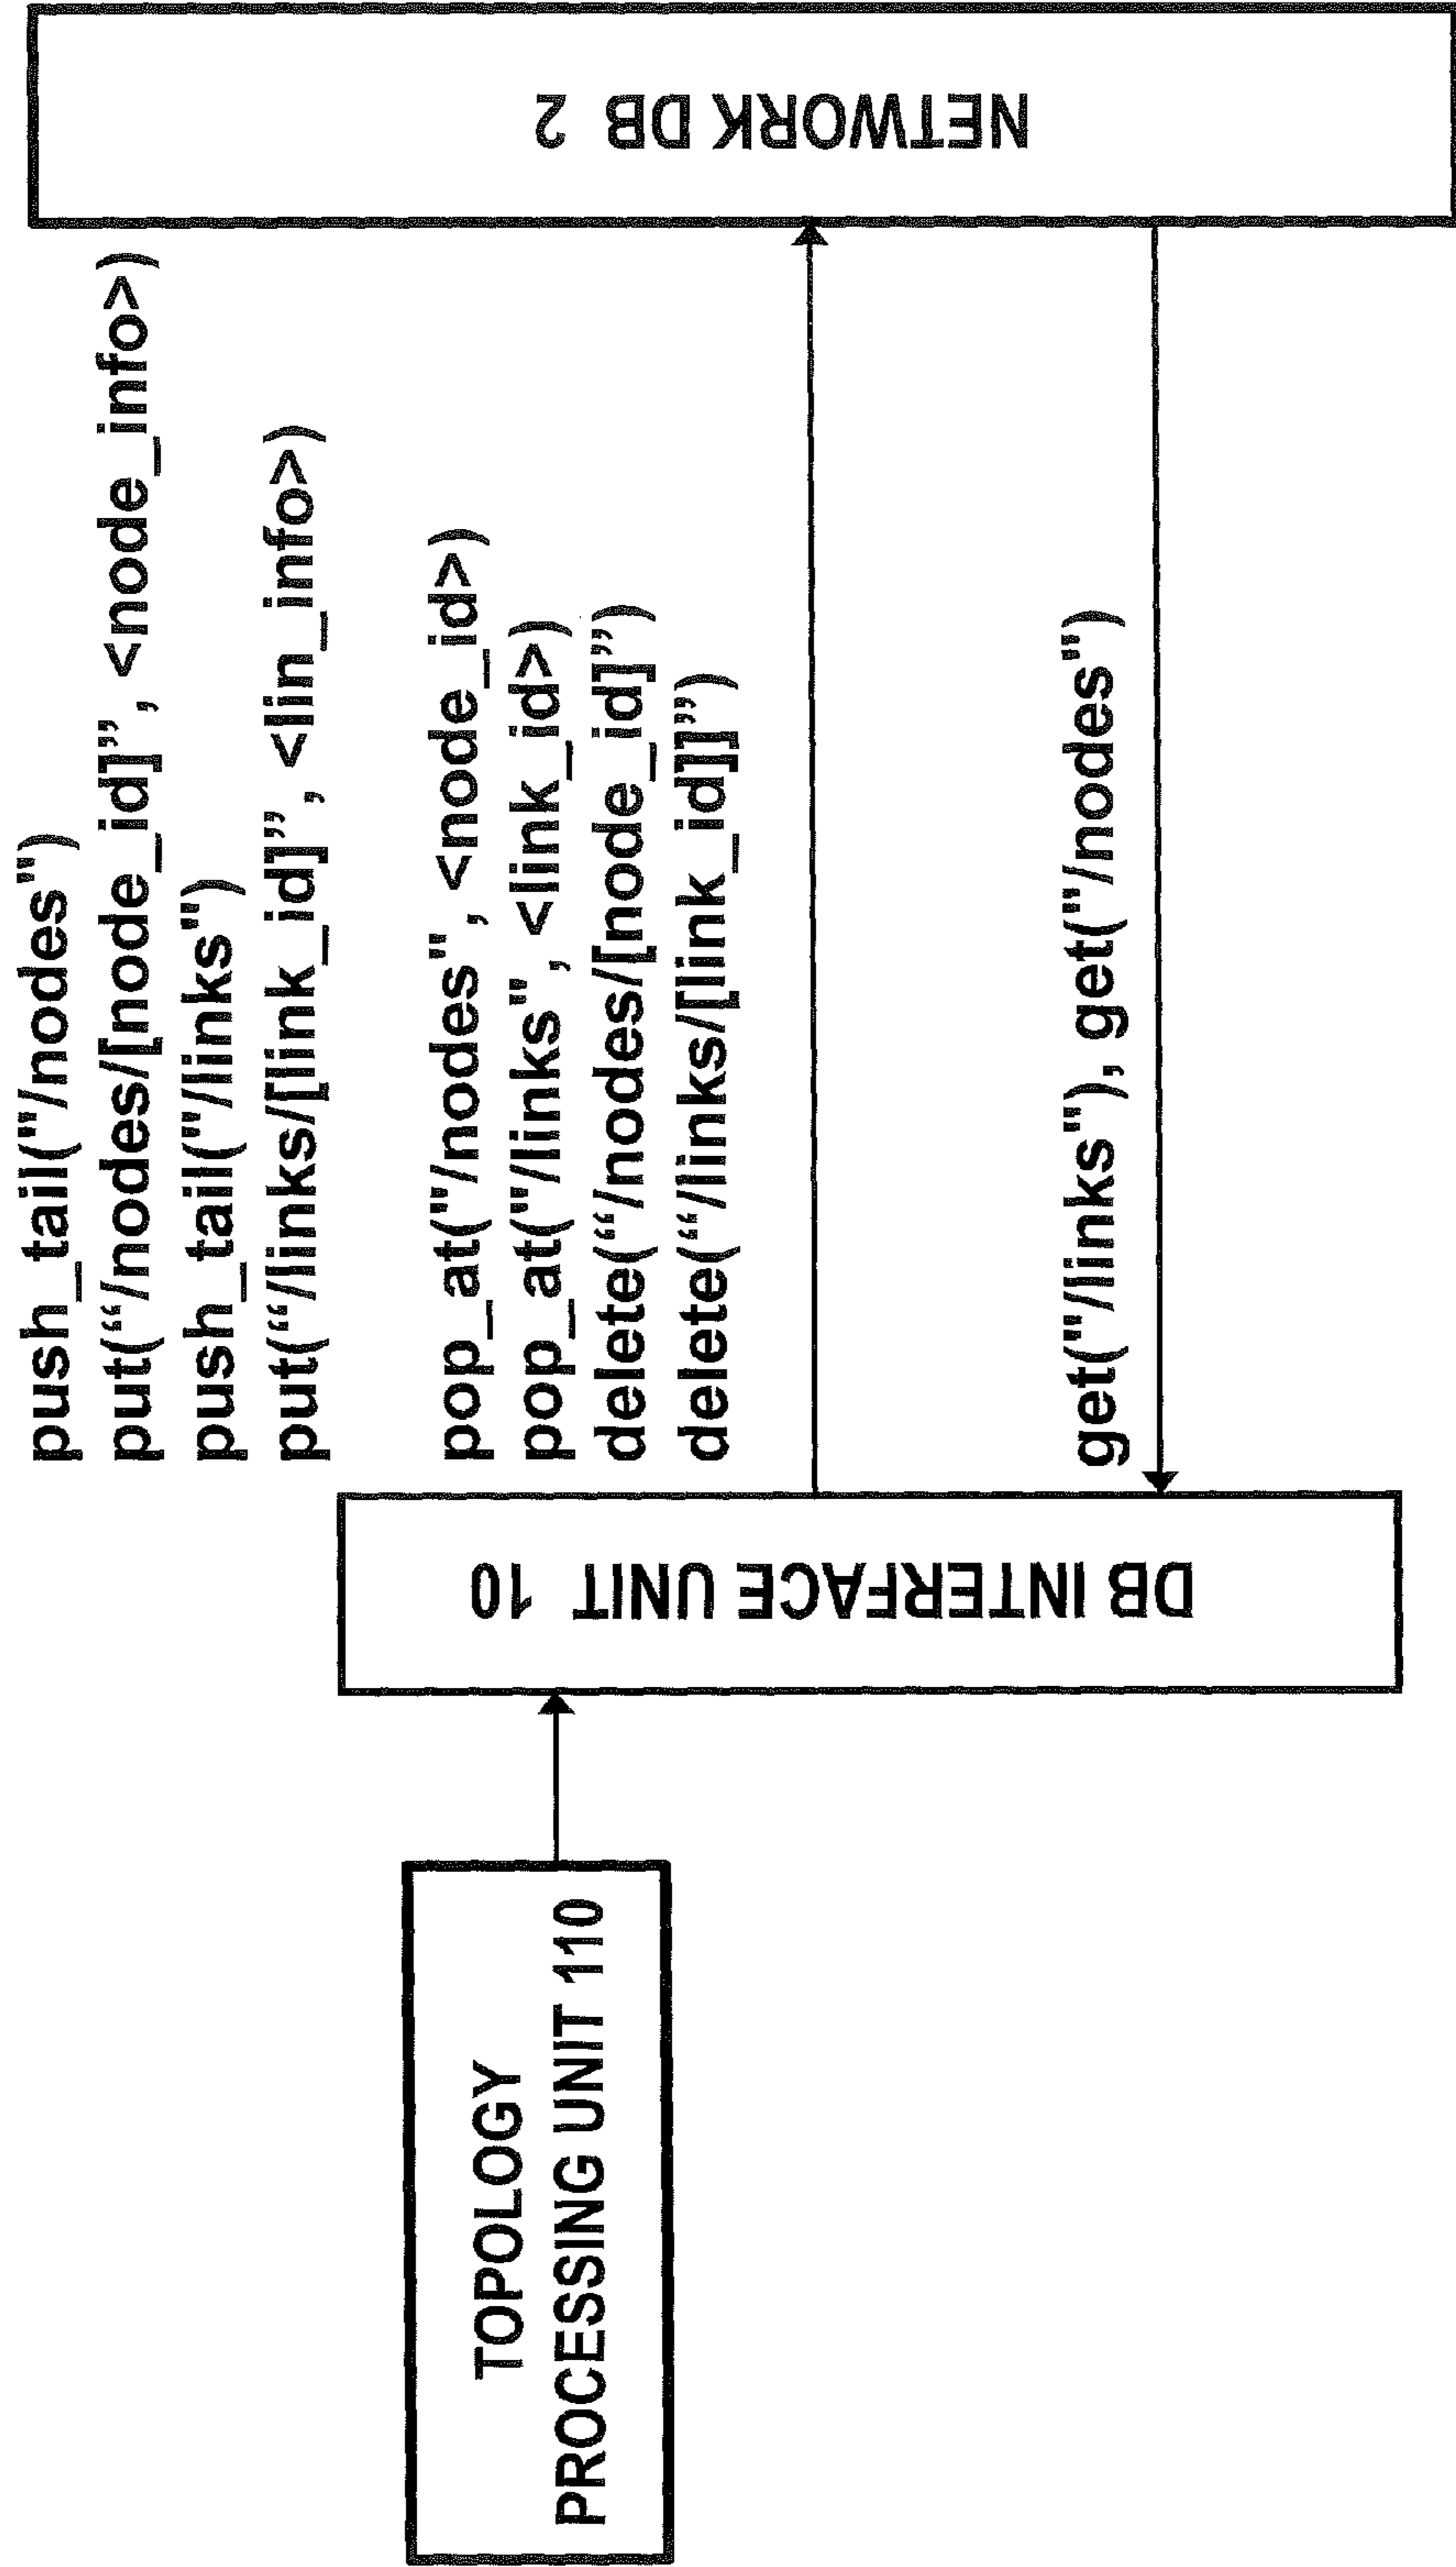 push_tail("/nodes")
put(“/nodes/[node_id]”, <node_info>)
push_tail("/links")
put(“/links/[link_id]”, <lin_info>)
pop_at("/nodes", <node_id>)
pop_at("/links", <link_id>)
delete(“/nodes/[node_id]”)
delete(“/links/[link_id]]”)
get("/links"), get("/nodes")
TOPOLOGY
PROCESSING UNIT 110
DB INTERFACE UNIT 10
NETWORK DB 2